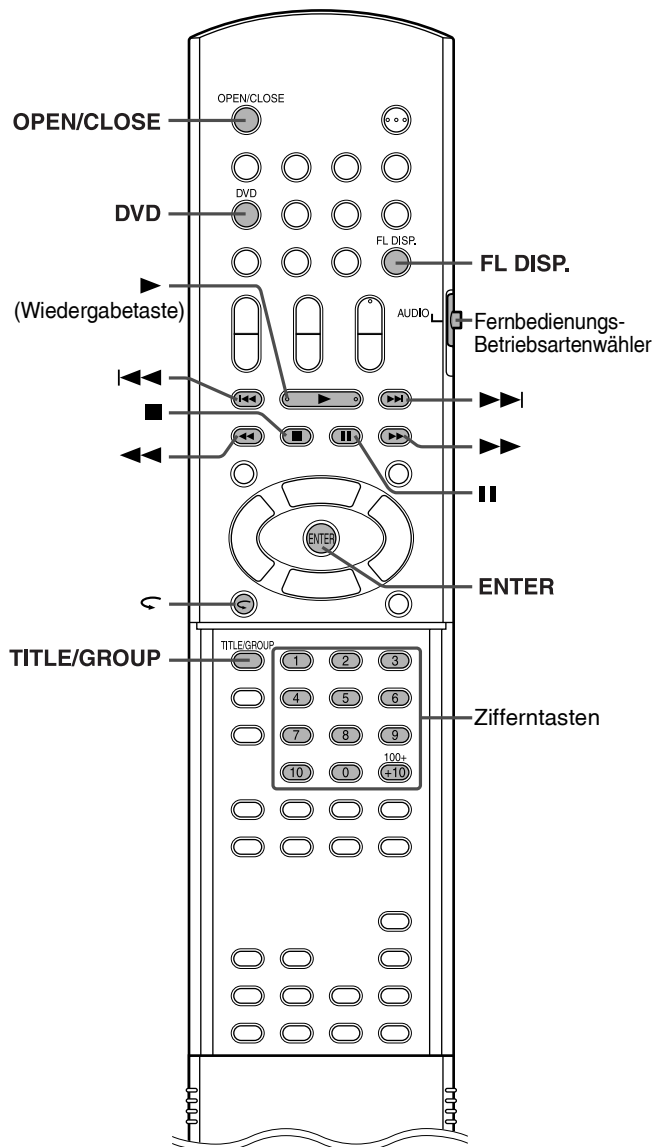 OPEN/CLOSE
OPEN/CLOSE
DVD
DVD
FL DISP.
FL DISP.
(Wiedergabetaste)
AUDIO
Fernbedienungs-
Betriebsartenwähler
ENTER
ENTER
TITLE/GROUP
TITLE/GROUP
1 2 3
4 5 6
Zifferntasten
7 8 9
100+
10 0 +10